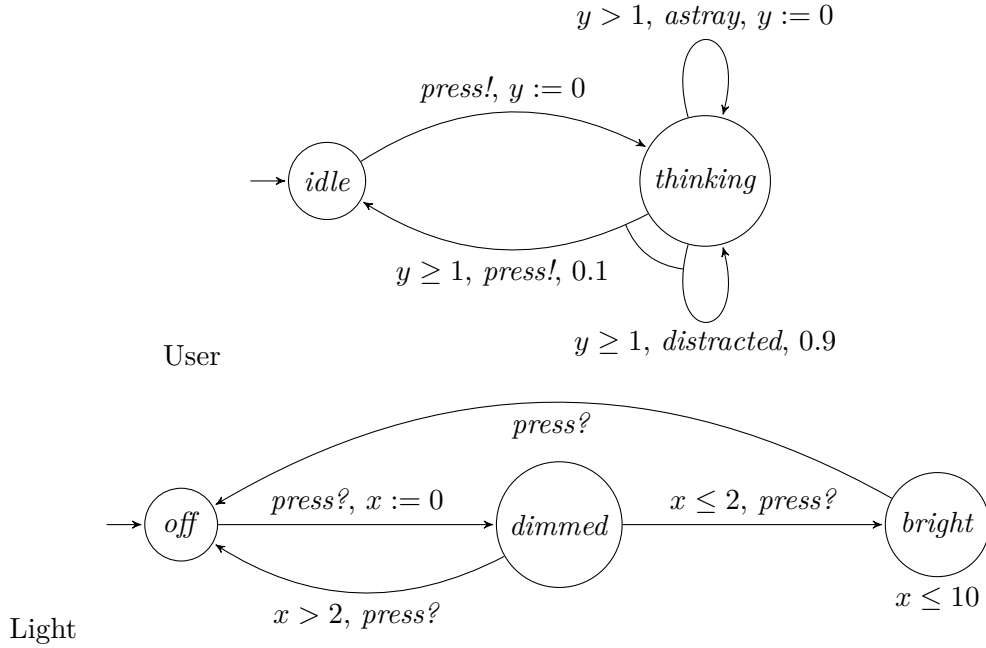 y > 1, astray, y := 0
press!, y := 0
idle
thinking
y ≥ 1, press!, 0.1
y ≥ 1, distracted, 0.9
User
press?
press?, x := 0
x ≤ 2, press?
off
dimmed
bright
x > 2, press?
x ≤ 10
Light